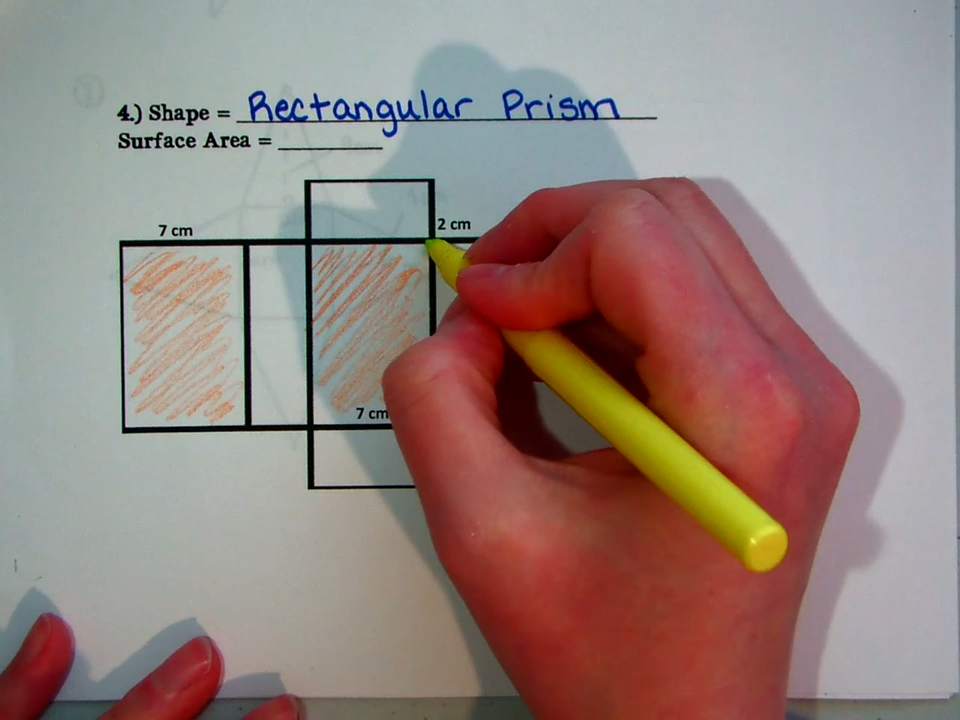 4.) Shape = Rectangular Prism
Surface Area =
2 cm
7 cm
7 cm